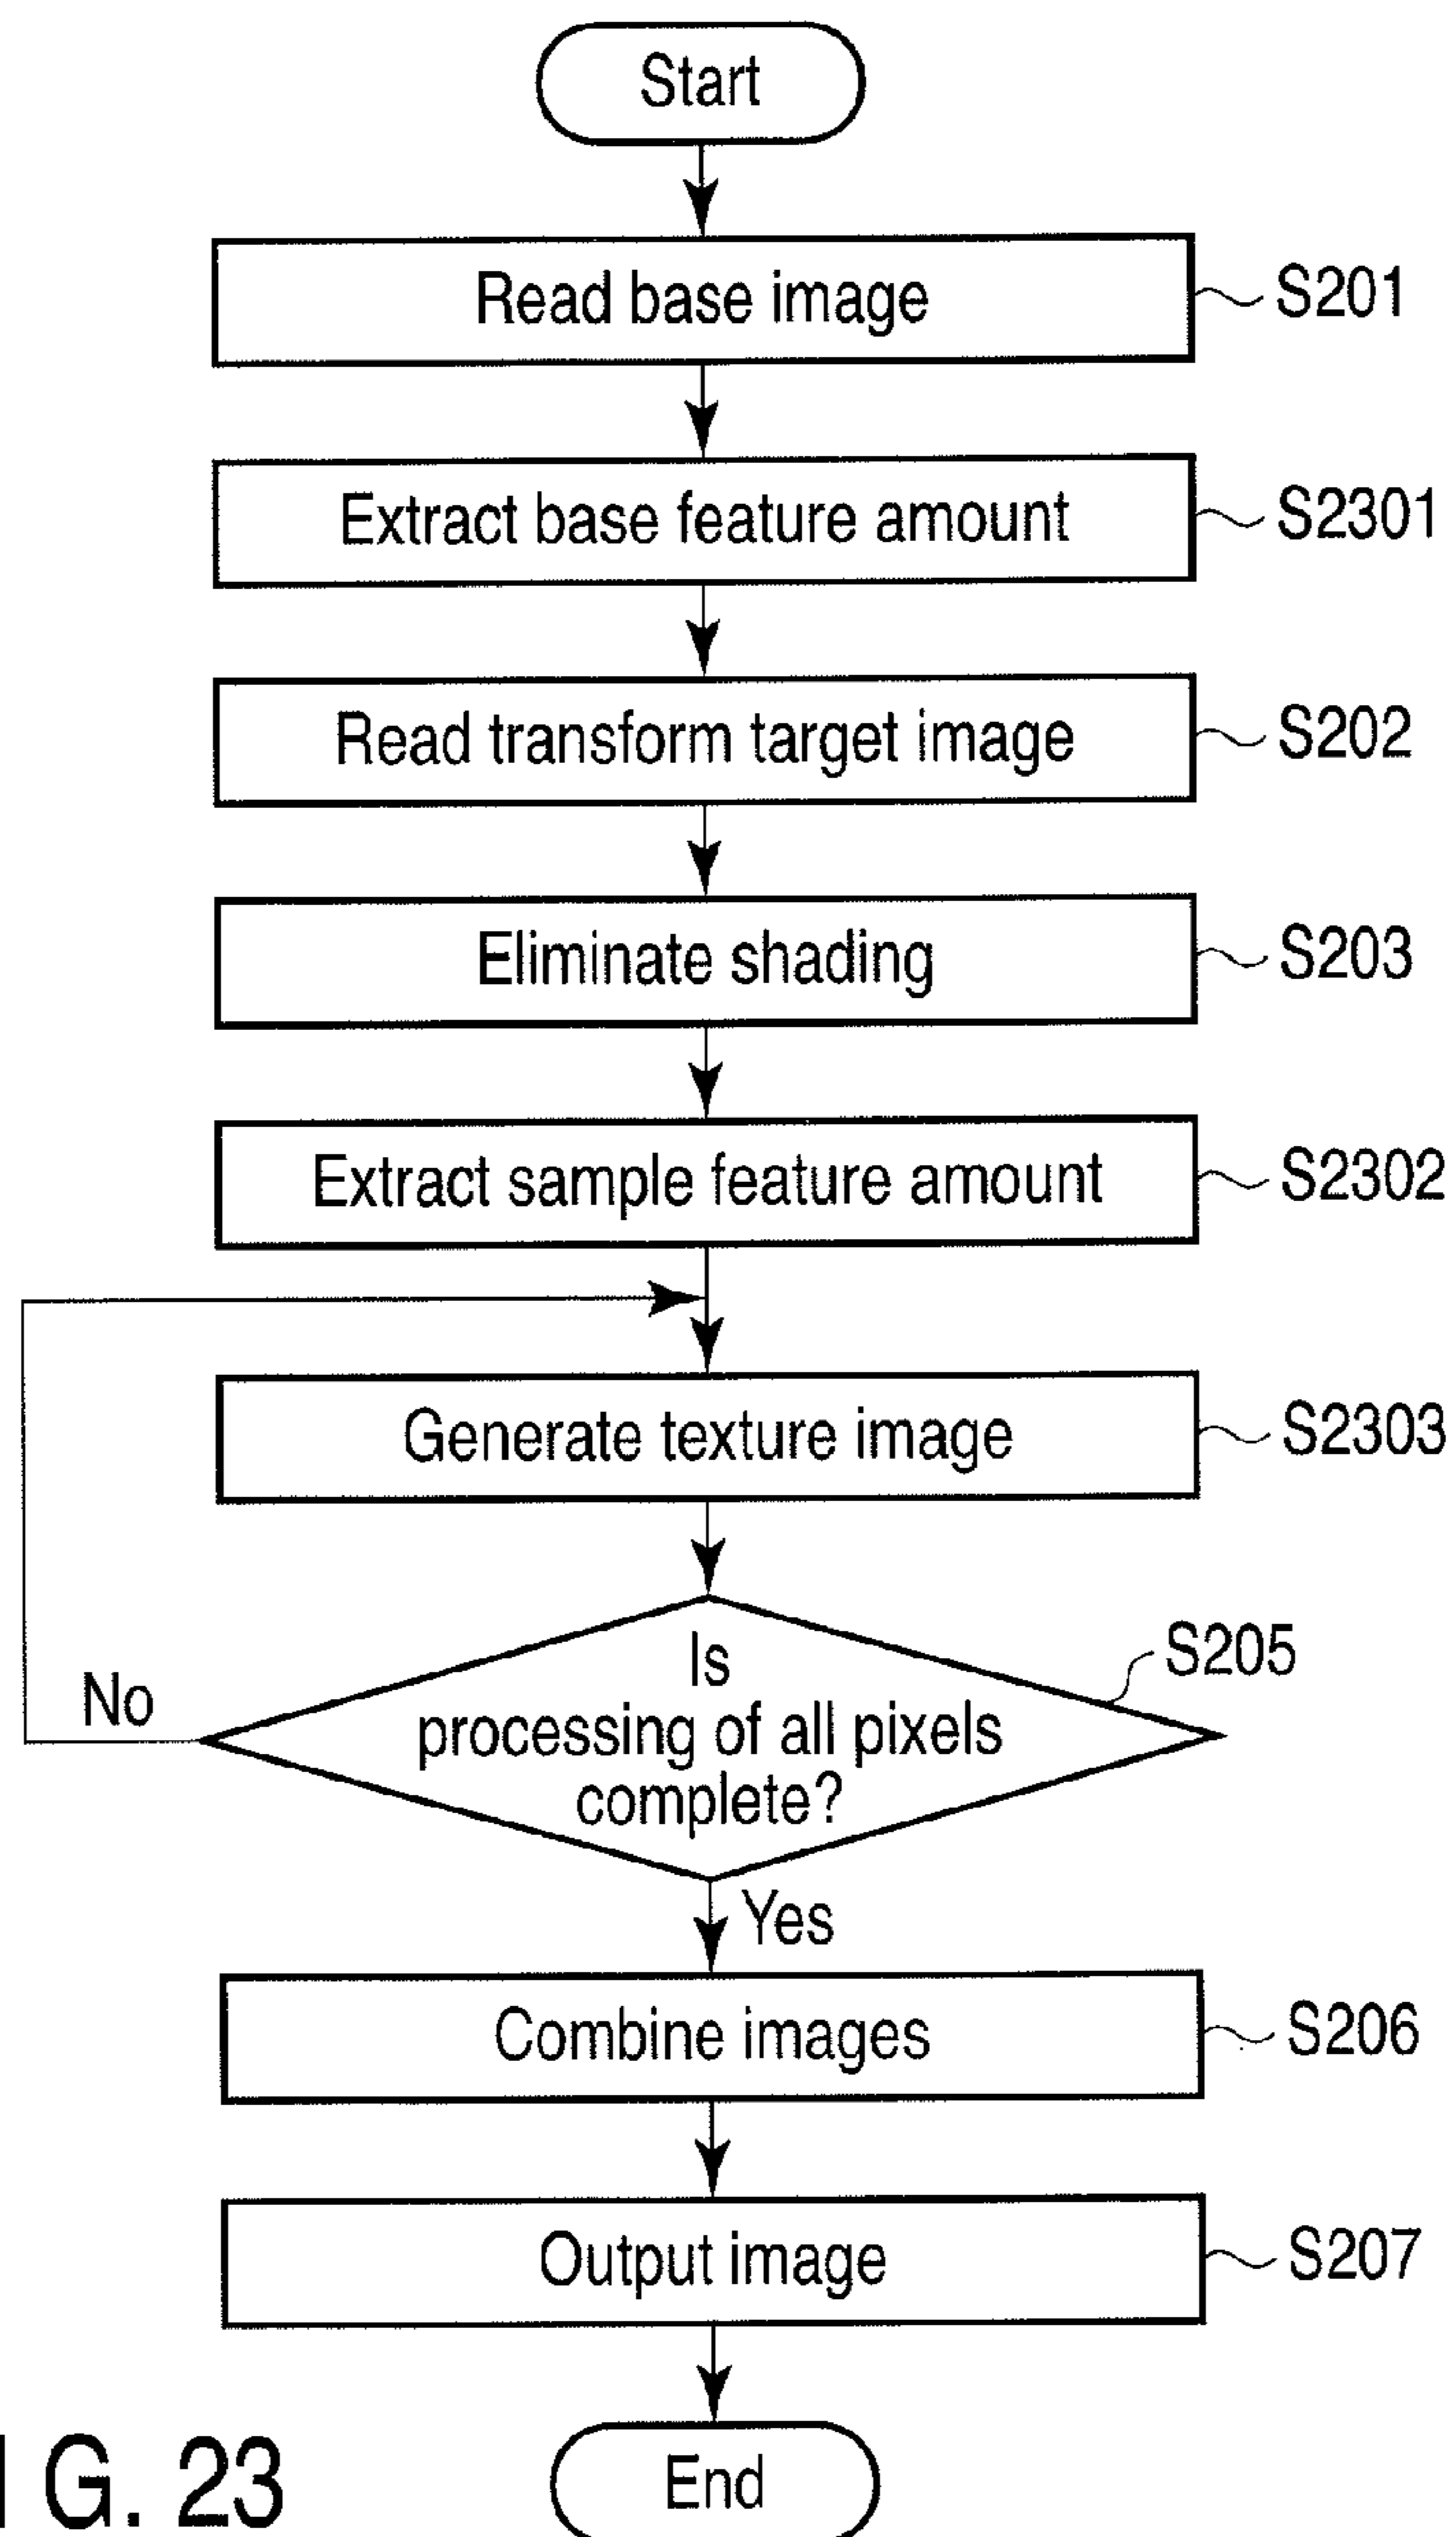 Start
Read base image
S201
Extract base feature amount
S2301
Read transform target image
S202
Eliminate shading
S203
Extract sample feature amount
S2302
Generate texture image
S2303
Is
processing of all pixels
complete?
S205
No
Yes
Combine images
S206
Output image
S207
End
IG. 23